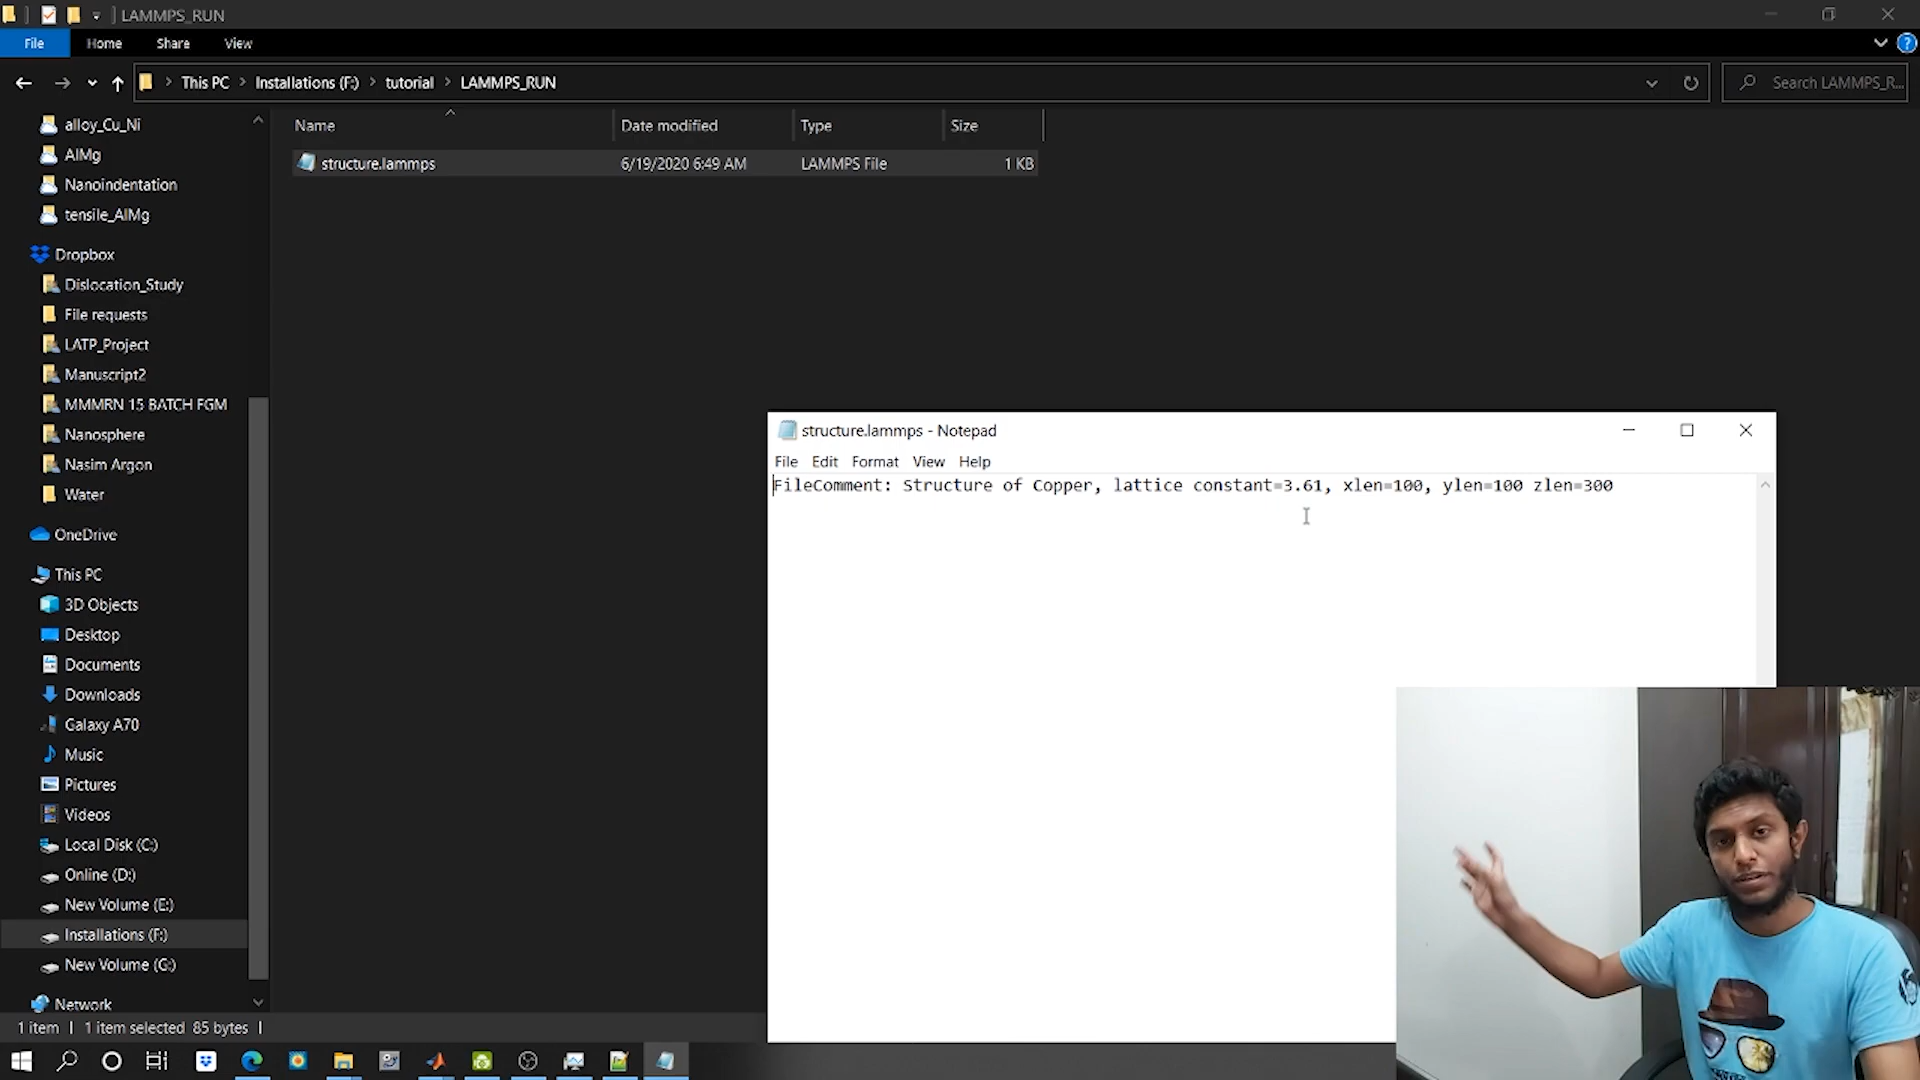 LAMMPS_RUN
File Home Share View
This PC Installations (F:) tutorial LAMMPS_RUN
Search LAMMPS_R...
Name Date modified Type Size
structure.lammps 6/19/2020 6:49 AM LAMMPS File 1 KB
alloy_Cu_Ni
AlMg
Nanoindentation
tensile_AlMg
Dropbox
Dislocation_Study
File requests
LATP_Project
Manuscript2
MMMRN 15 BATCH FGM
Nanosphere
Nasim Argon
Water
OneDrive
This PC
3D Objects
Desktop
Documents
Downloads
Galaxy A70
Music
Pictures
Videos
Local Disk (C:)
Online (D:)
New Volume (E:)
Installations (F:)
New Volume (G:)
Network
1 item 1 item selected 85 bytes
structure.lammps - Notepad
File Edit Format View Help
FileComment: Structure of Copper, lattice constant=3.61, xlen=100, ylen=100 zlen=300